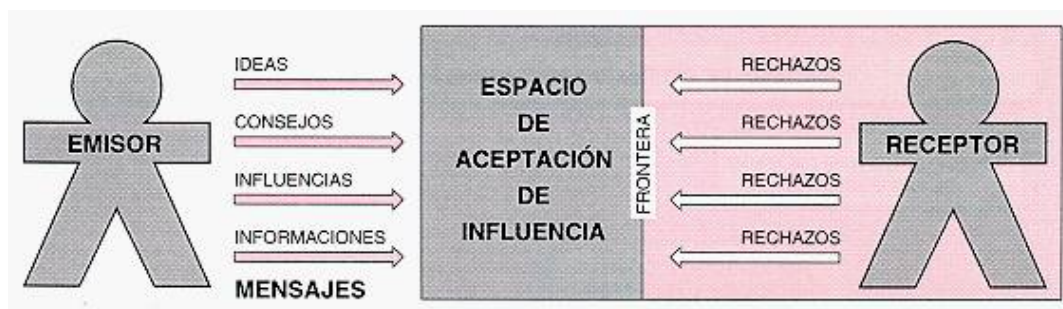 EMISOR
IDEAS
CONSEJOS
INFLUENCIAS
INFORMACIONES
MENSAJES
ESPACIO
DE
ACEPTACIÓN
DE
INFLUENCIA
FRONTERA
RECHAZOS
RECHAZOS
RECHAZOS
RECHAZOS
RECEPTOR